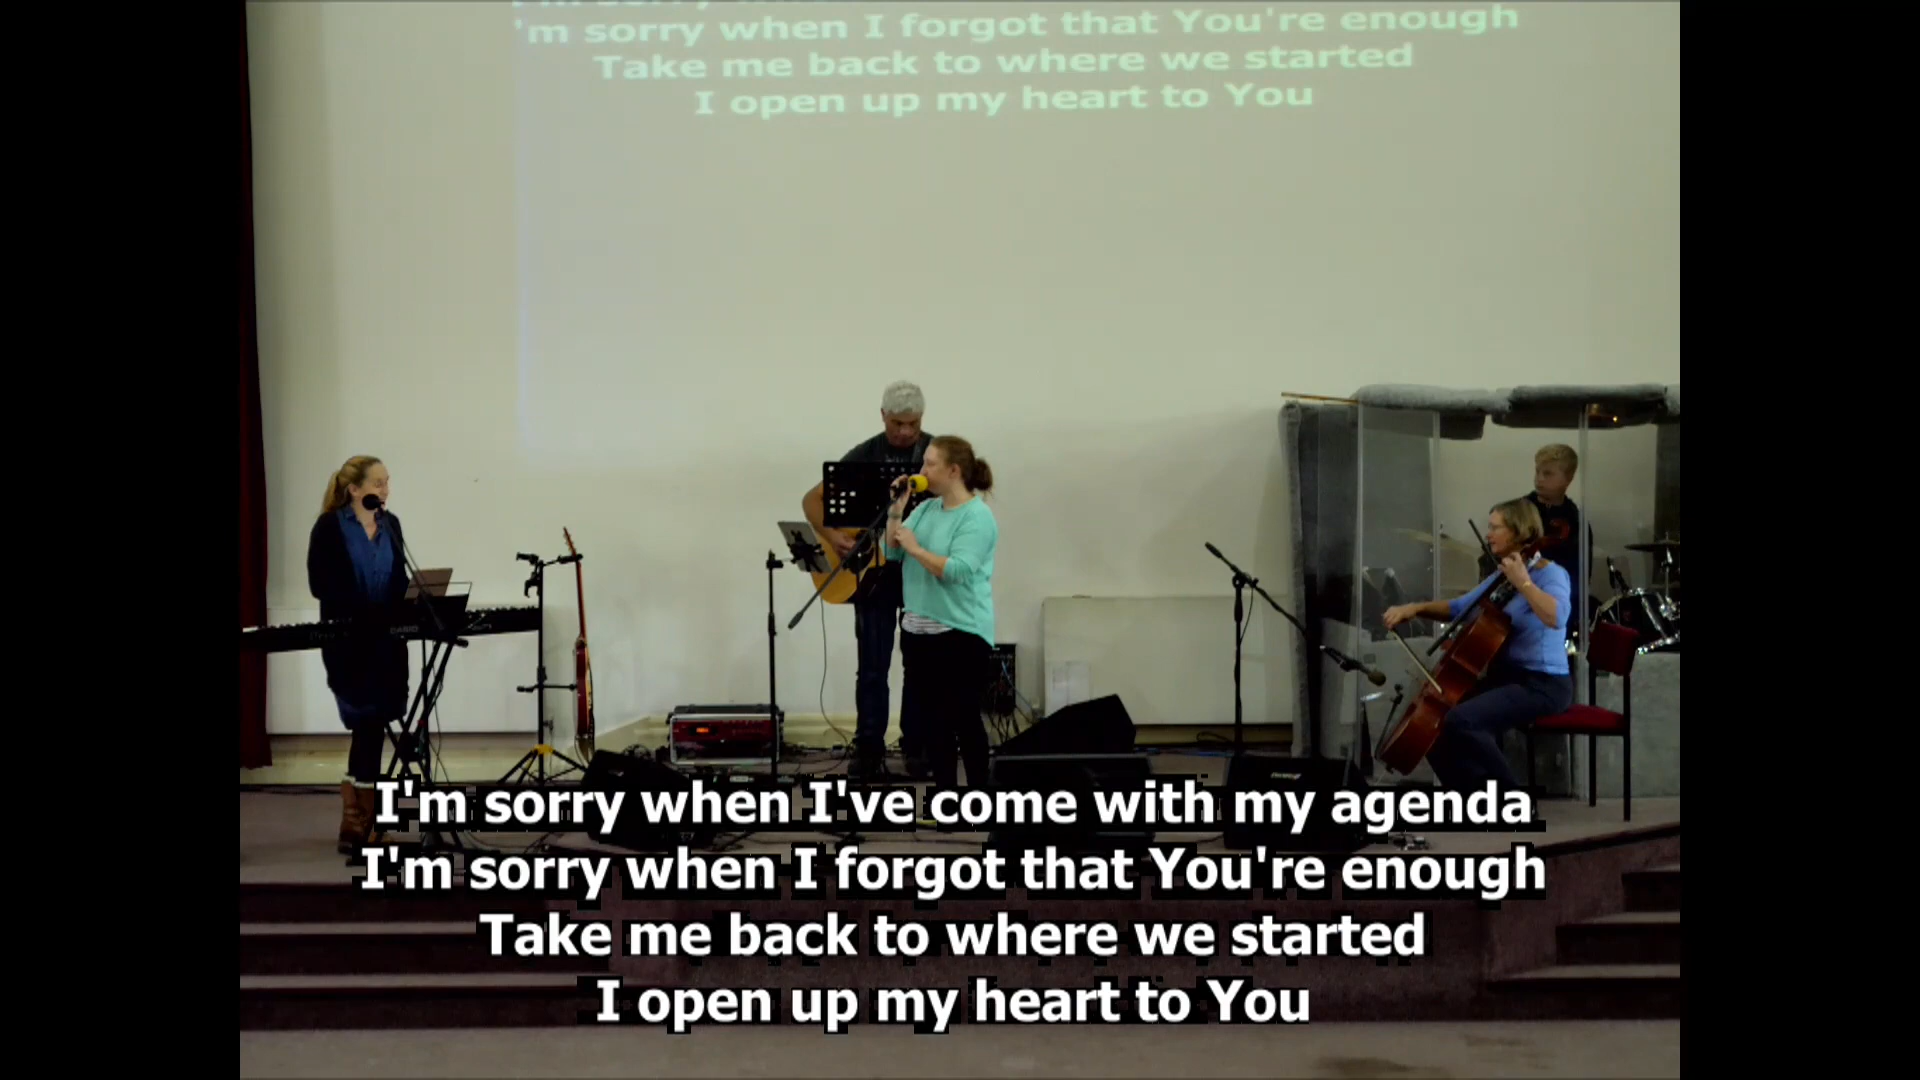 'm sorry when I forgot that You're enough
Take me back to where we started
I open up my heart to You
CASIO
I'm sorry when I've come with my agenda
I'm sorry when I forgot that You're enough
Take me back to where we started
I open up my heart to You